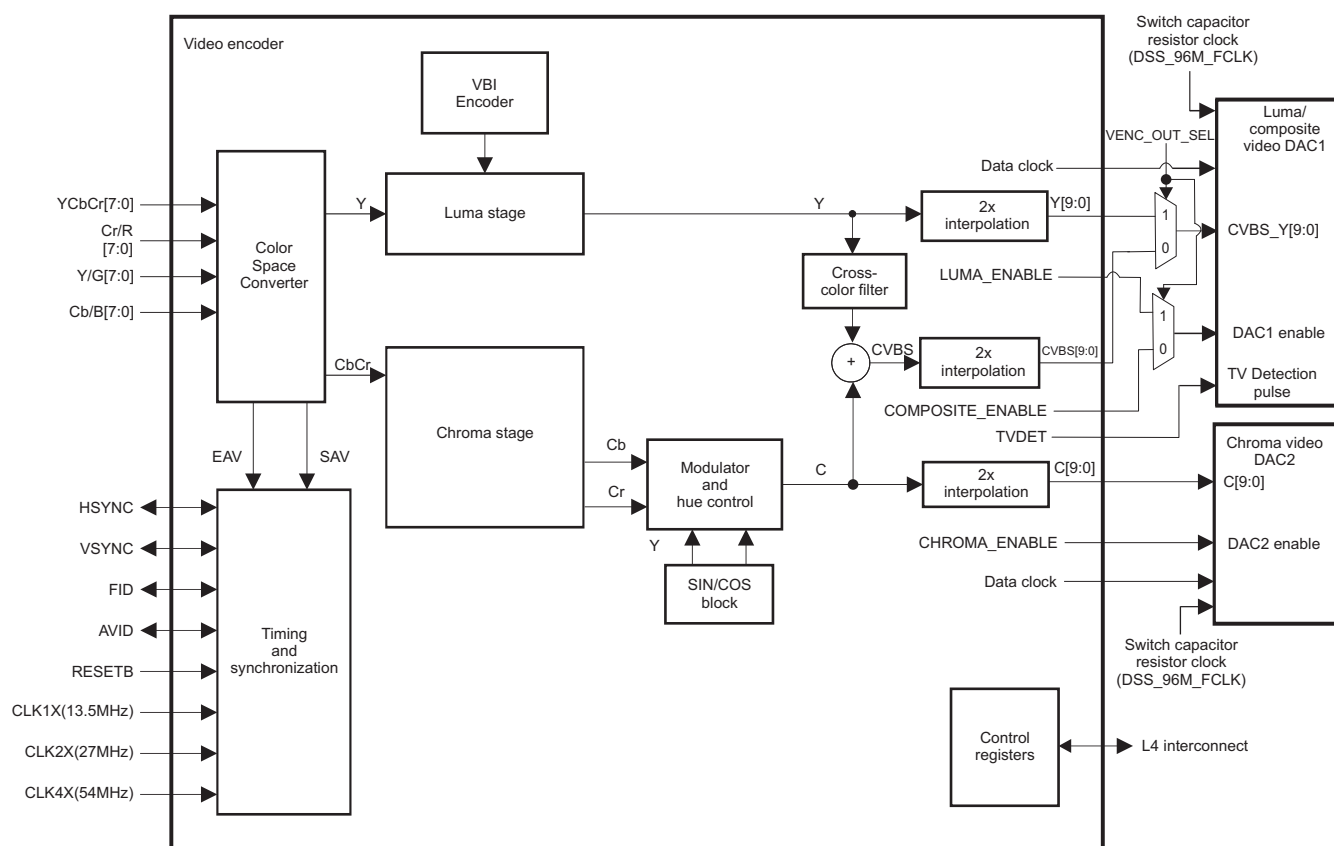 Video encoder
VBI
Encoder
Switch capacitor
resistor clock
(DSS_96M_FCLK)
VENC_OUT_SEL
Luma/
composite
video DAC1
Data clock
YCbCr[7:0]
Cr/R
[7:0]
Y/G[7:0]
Cb/B[7:0]
Color
Space
Converter
Y
Luma stage
Y
2x
interpolation
Y[9:0]
1
0
CVBS_Y[9:0]
Cross-
color filter
LUMA_ENABLE
1
0
DAC1 enable
CbCr
+
CVBS
2x
interpolation
CVBS[9:0]
COMPOSITE_ENABLE
TV Detection
pulse
TVDET
Chroma stage
Cb
Cr
Modulator
and
hue control
C
2x
interpolation
C[9:0]
Chroma video
DAC2
C[9:0]
EAV
SAV
Y
SIN/COS
block
CHROMA_ENABLE
DAC2 enable
Data clock
Switch capacitor
resistor clock
(DSS_96M_FCLK)
HSYNC
VSYNC
FID
AVID
RESETB
CLK1X(13.5MHz)
CLK2X(27MHz)
CLK4X(54MHz)
Timing
and
synchronization
Control
registers
L4 interconnect